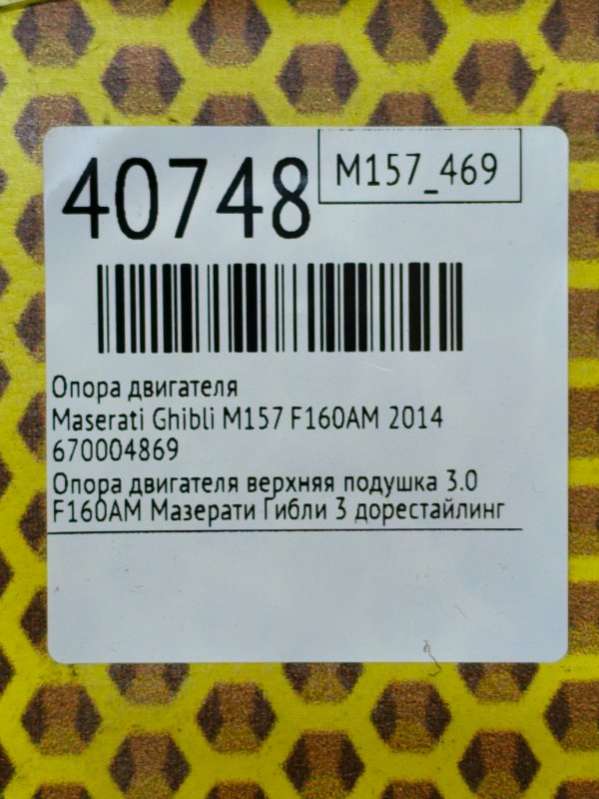 40748
M157_469
Опора двигателя
Maserati Ghibli M157 F160AM 2014
670004869
Опора двигателя верхняя подушка 3.0
F160AM Мазерати Гибли 3 дорестайлинг